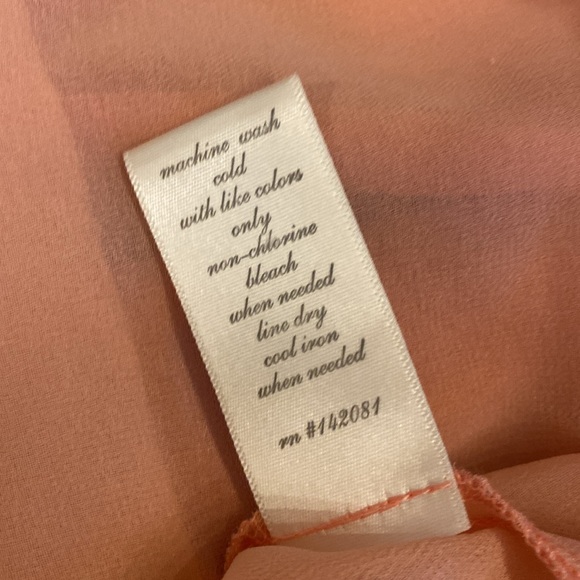 machine wash
cold
with like colors
only
non-chlorine
bleach
when needed
line dry
cool iron
when needed
rn #142081